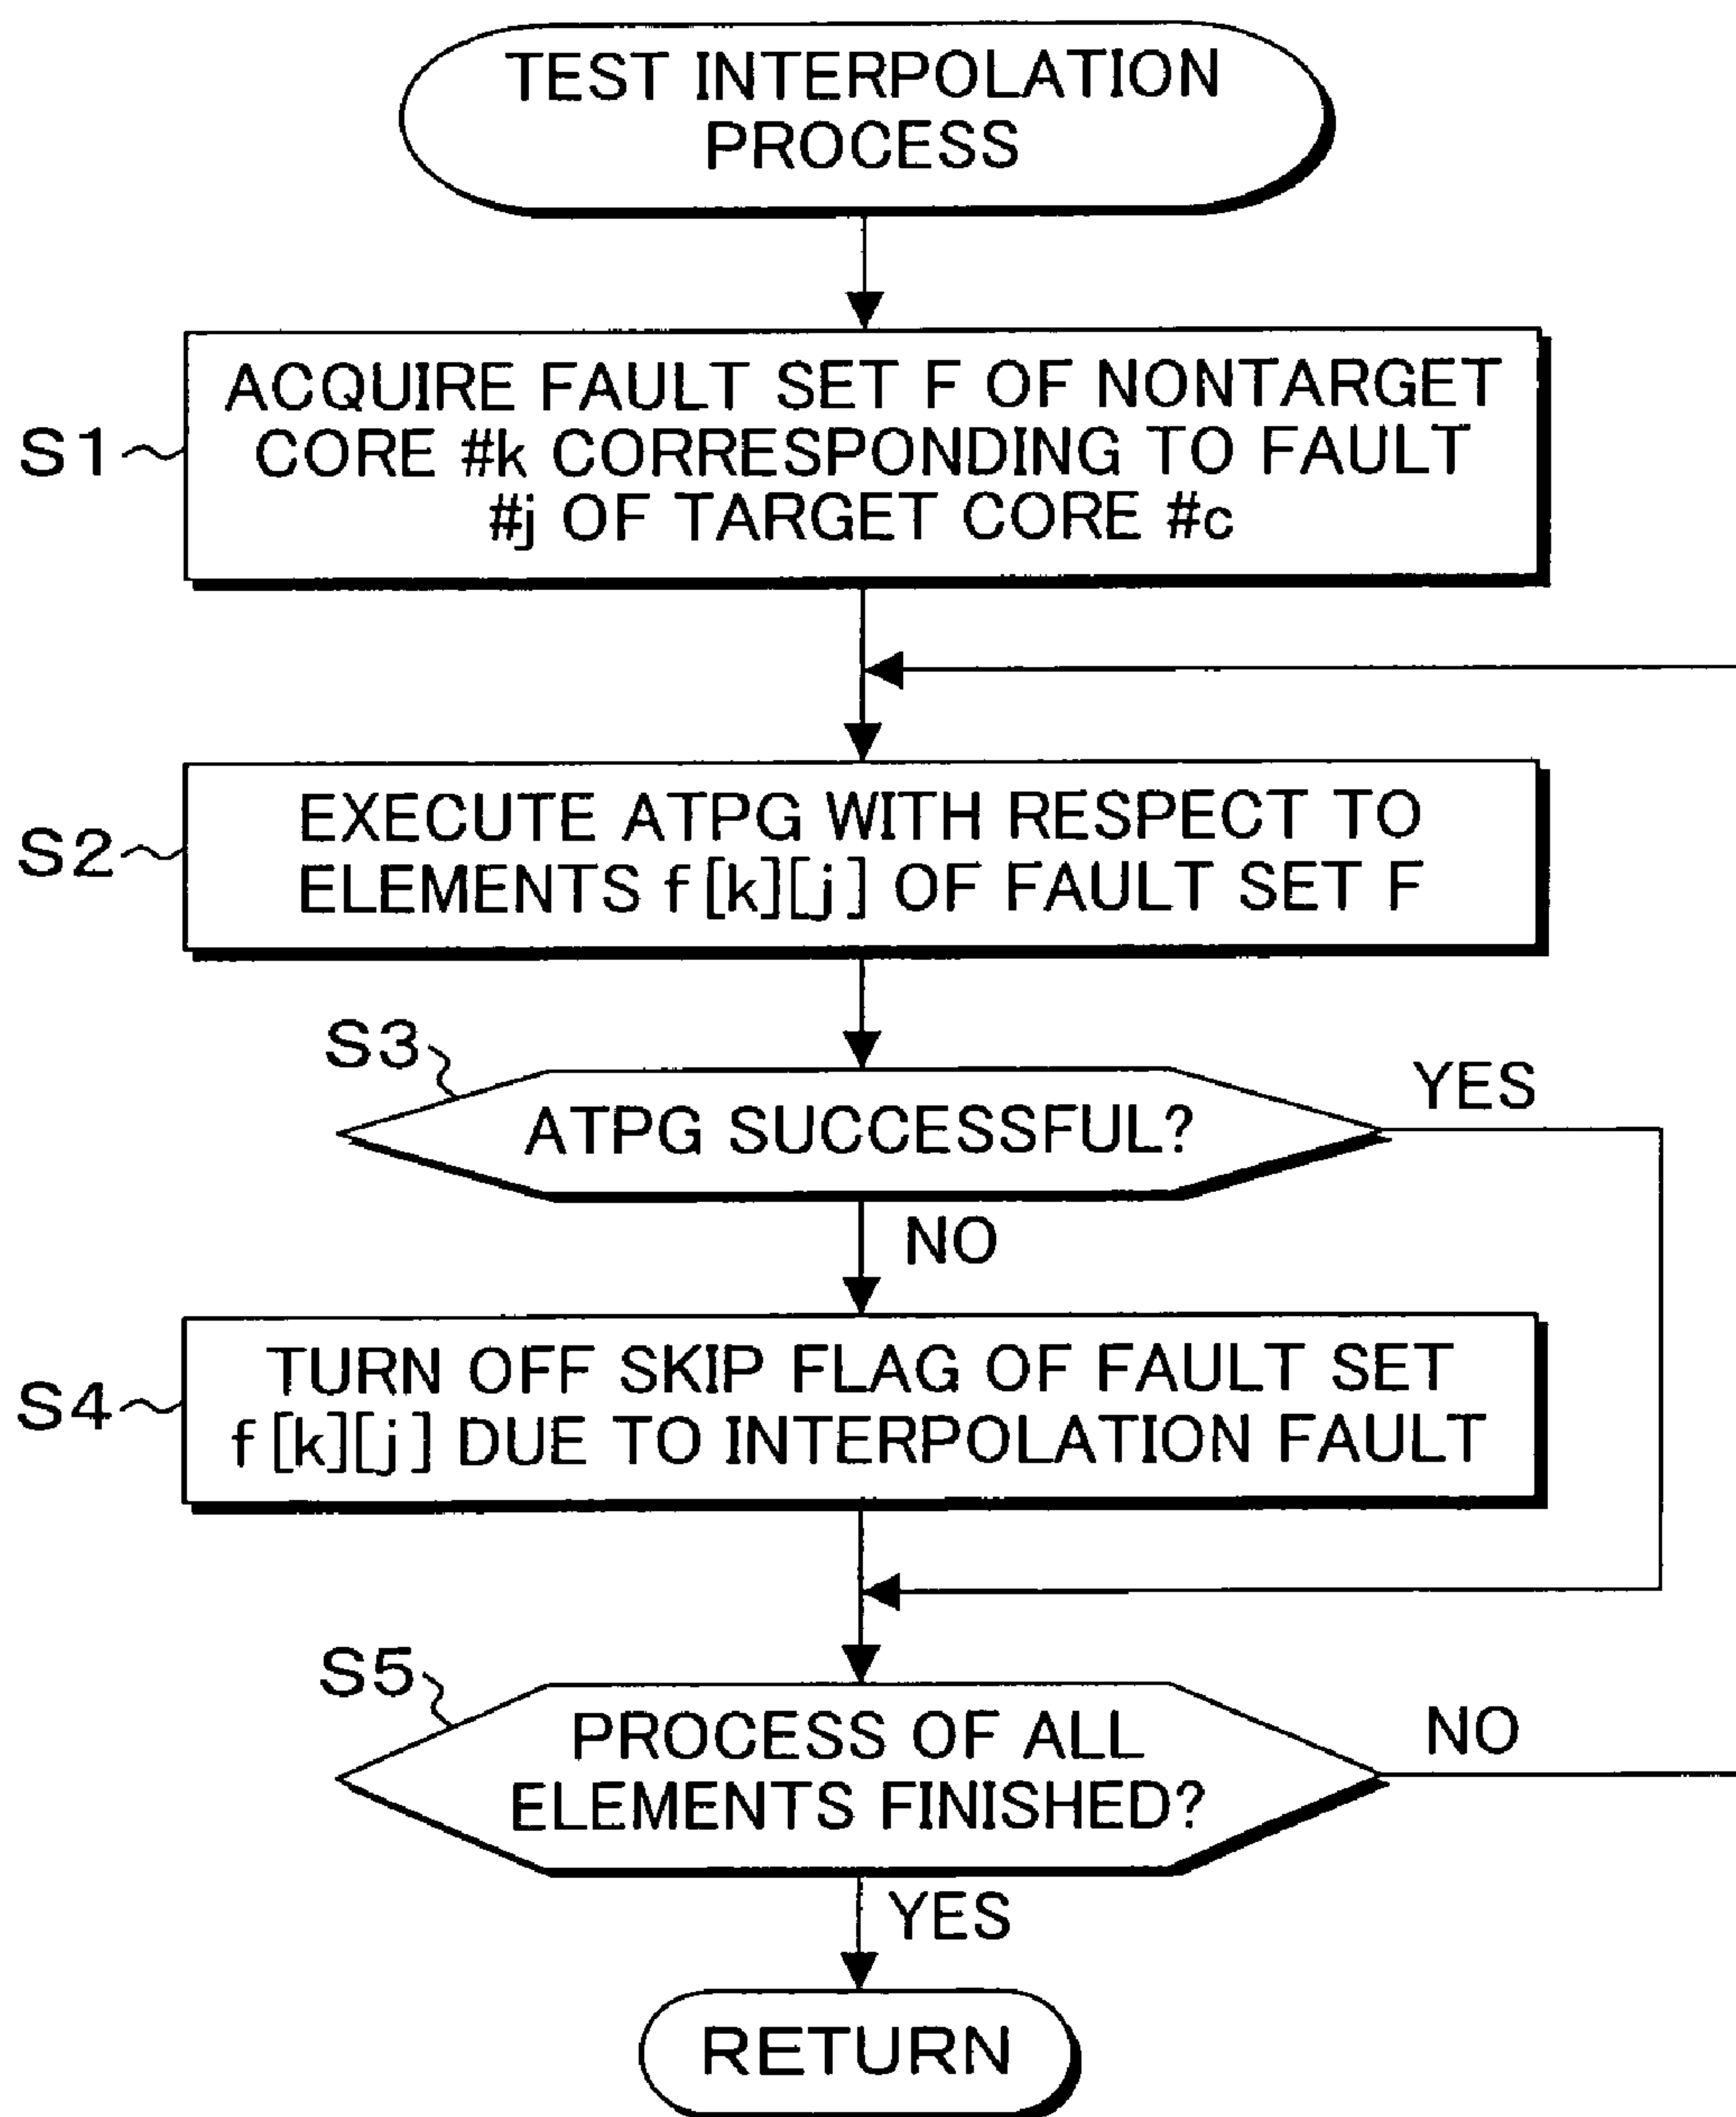 TEST INTERPOLATION
PROCESS
S1
ACQUIRE FAULT SET F OF NONTARGET
CORE #k CORRESPONDING TO FAULT
#j OF TARGET CORE #c
S2
EXECUTE ATPG WITH RESPECT TO
ELEMENTS f[k][j] OF FAULT SET F
S3
ATPG SUCCESSFUL?
YES
NO
S4
TURN OFF SKIP FLAG OF FAULT SET
f[k][j] DUE TO INTERPOLATION FAULT
S5
PROCESS OF ALL
ELEMENTS FINISHED?
NO
YES
RETURN